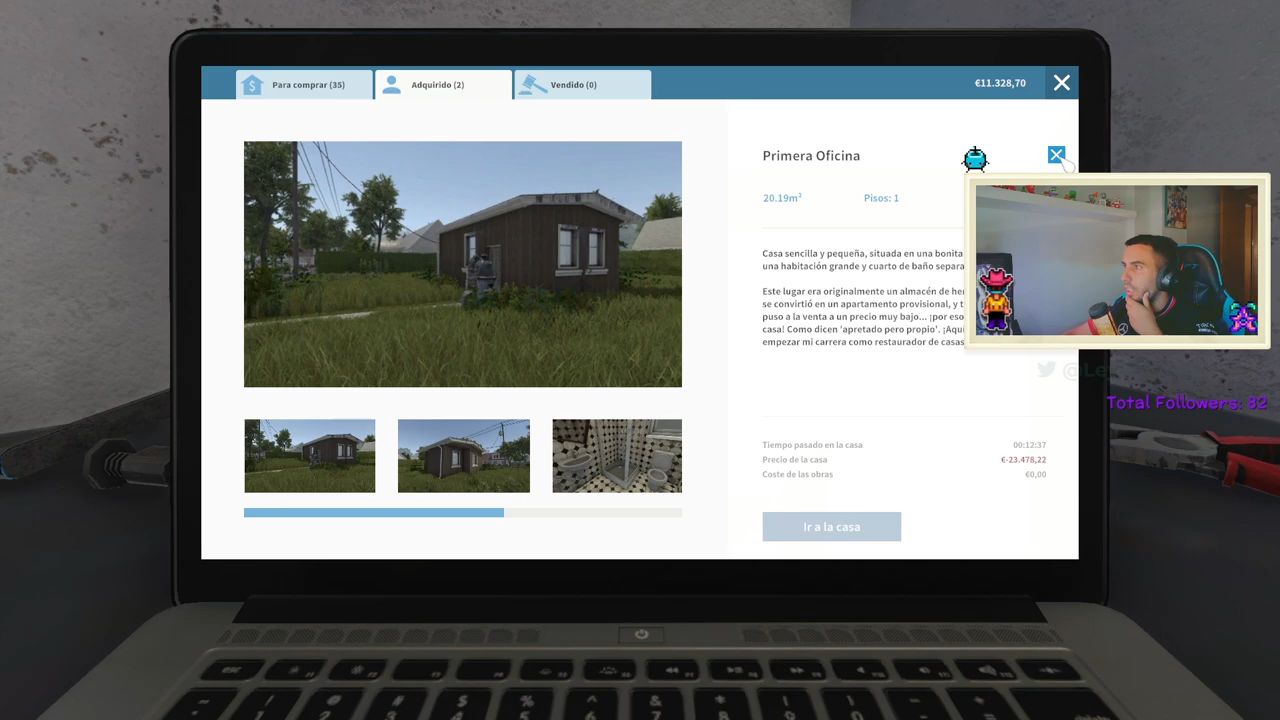 Para comprar (35)
Adquirido (2)
Vendido (0)
€11.328,70
Primera Oficina
20.19m²
Pisos: 1
Casa sencilla y pequeña, situada en una bonita
una habitación grande y cuarto de baño separa
Este lugar era originalmente un almacén de her
se convirtió en un apartamento provisional, y t
puso a la venta a un precio muy bajo... ¡por eso
casa! Como dicen 'apretado pero propio'. ¡Aqu
empezar mi carrera como restaurador de casas
@Le
Total Followers: 82
Tiempo pasado en la casa
00:12:37
Precio de la casa
€-23.478,22
Coste de las obras
€0,00
Ir a la casa